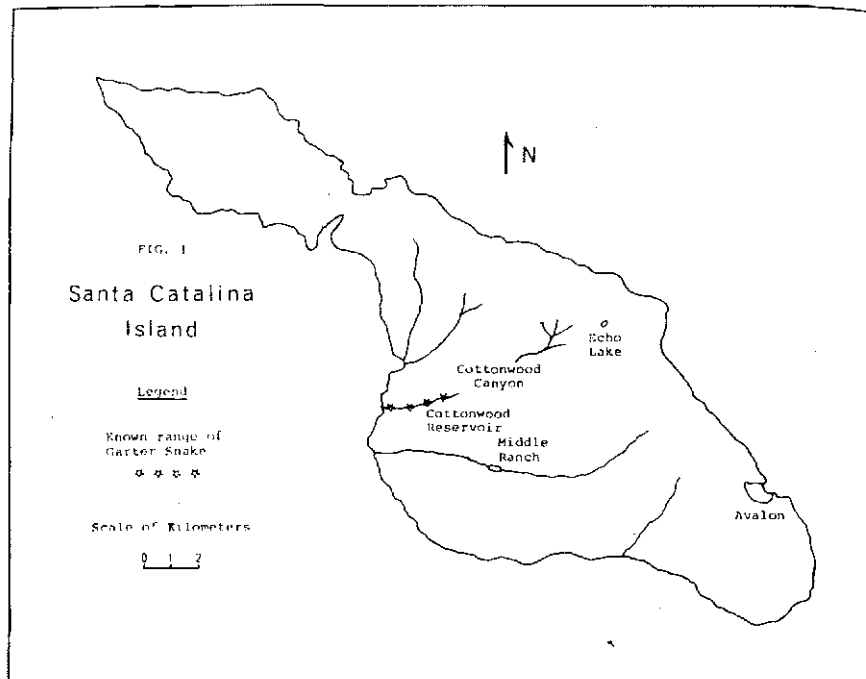 N
FIG. 1
Santa Catalina
Island
Echo
Lake
Cottonwood
Canyon
Legend
Cottonwood
Reservoir
Known range of
Garter Snake
Middle
Ranch
Avalon
Scale of Kilometers
0 1 2